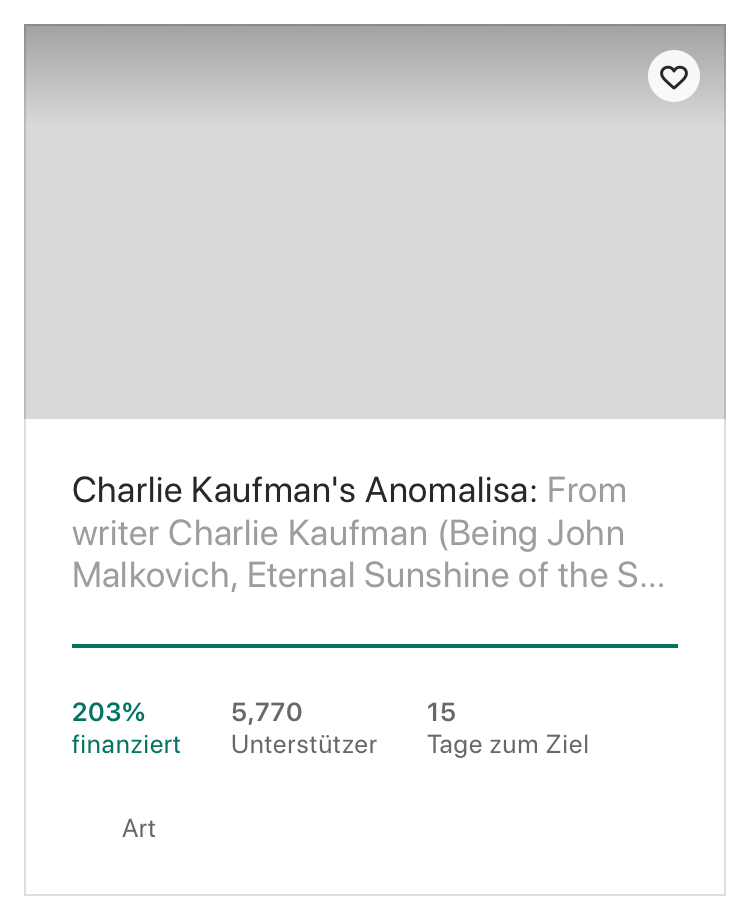 Charlie Kaufman's Anomalisa: From
writer Charlie Kaufman (Being John
Malkovich, Eternal Sunshine of the S...
203% 5,770 15
finanziert Unterstützer Tage zum Ziel
Art